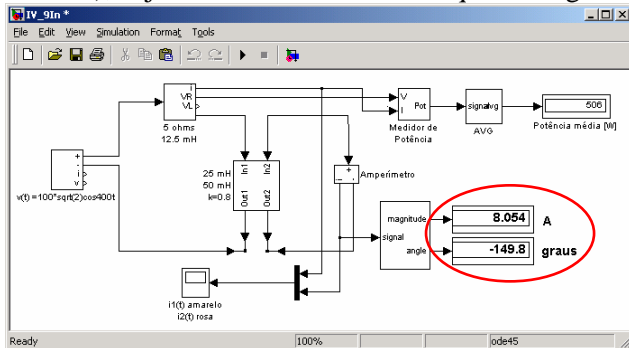 IV_9In *
File Edit View Simulation Format Tools
i
VR
VL
5 ohms
12.5 mH
V
I
Pot
Medidor de
Potência
signalvg
AVG
506
Potência média [W]
+
-
i
v
v(t) =100*sqrt(2)cos400t
25 mH
50 mH
k=0.8
In1 In2
Out1 Out2
+
- -
Amperímetro
magnitude
signal
angle
8.054 A
-149.8 graus
i1(t) amarelo
i2(t) rosa
Ready 100% ode45